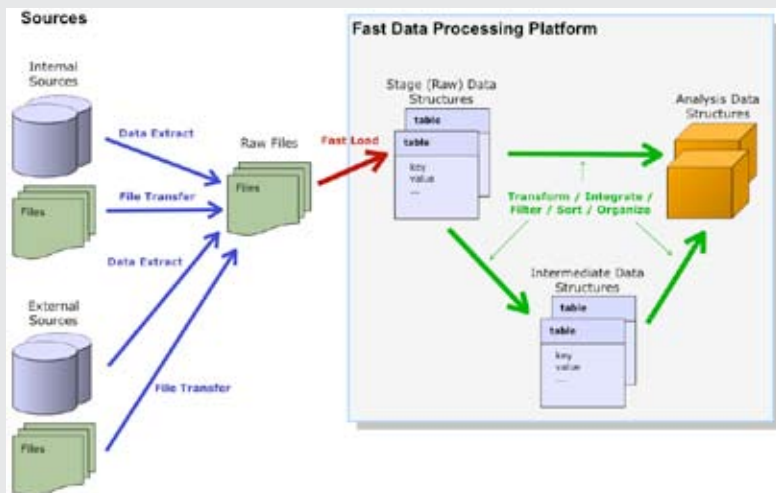 Sources
Internal
Sources
Data Extract
Files
File Transfer
Data Extract
External
Sources
File Transfer
Files
Raw Files
Files
Fast Load
Fast Data Processing Platform
Stage (Raw) Data
Structures
table
table
key
value
...
Analysis Data
Structures
Transform / Integrate /
Filter / Sort / Organize
Intermediate Data
Structures
table
table
key
value
...